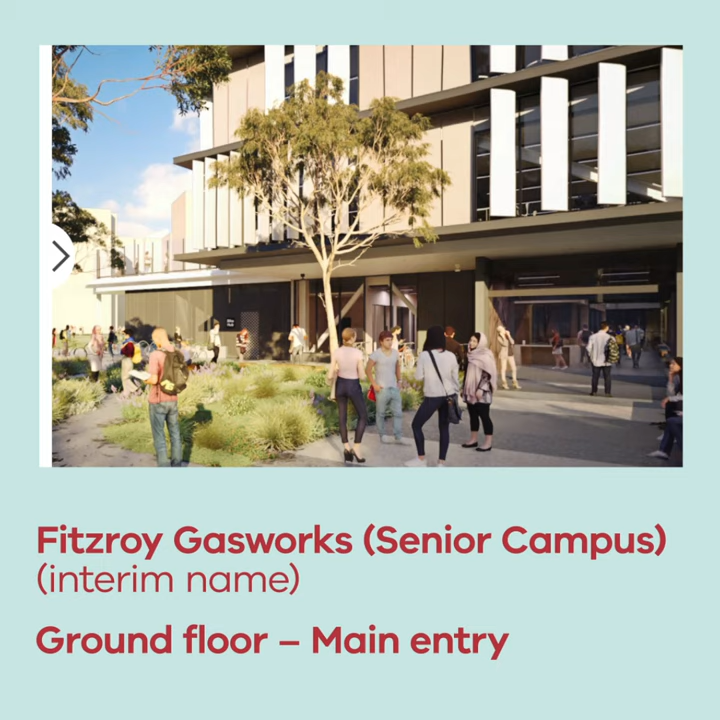 Fitzroy Gasworks (Senior Campus)
(interim name)
Ground floor – Main entry